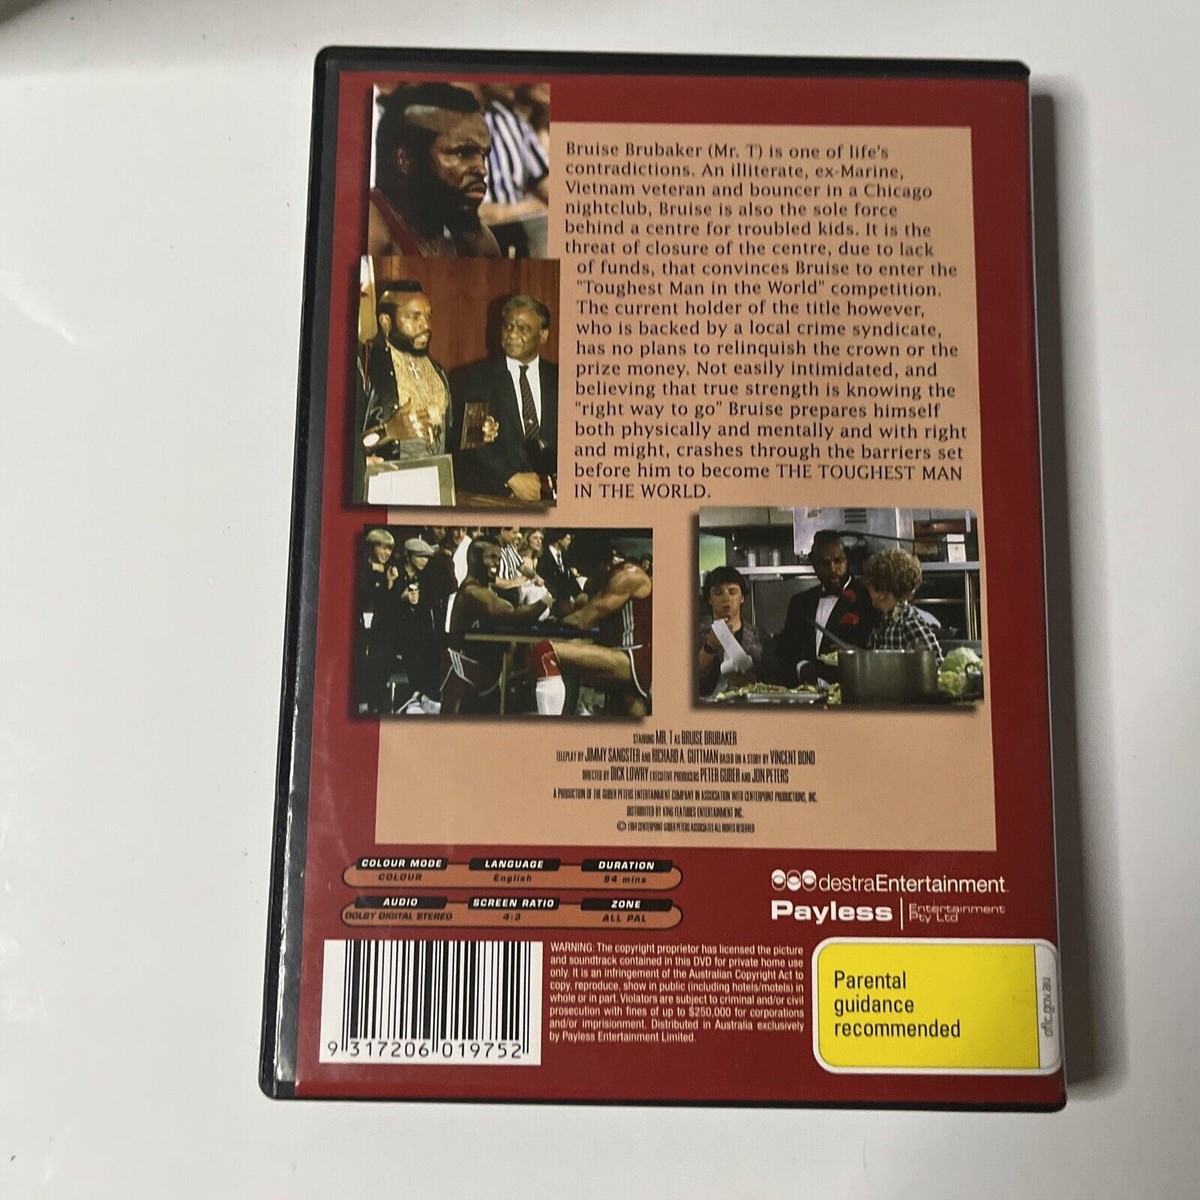 Bruise Brubaker (Mr. T) is one of life's
contradictions. An illiterate, ex-Marine,
Vietnam veteran and bouncer in a Chicago
nightclub, Bruise is also the sole force
behind a centre for troubled kids. It is the
threat of closure of the centre, due to lack
of funds, that convinces Bruise to enter the
"Toughest Man in the World" competition.
The current holder of the title however,
who is backed by a local crime syndicate,
has no plans to relinquish the crown or the
prize money. Not easily intimidated, and
believing that true strength is knowing the
"right way to go" Bruise prepares himself
both physically and mentally and with right
and might, crashes through the barriers set
before him to become THE TOUGHEST MAN
IN THE WORLD.
STARRING MR. T AS BRUISE BRUBAKER
TELEPLAY BY JIMMY SANGSTER AND RICHARD A. GUTTMAN BASED ON A STORY BY VINCENT BONO
DIRECTED BY DICK LOWRY EXECUTIVE PRODUCERS PETER GUBER AND JON PETERS
A PRODUCTION OF THE GUBER PETERS ENTERTAINMENT COMPANY IN ASSOCIATION WITH CENTERPOINT PRODUCTIONS, INC.
DISTRIBUTED BY KING FEATURES ENTERTAINMENT INC.
© 1984 CENTERPOINT GUBER PETERS ASSOCIATES ALL RIGHTS RESERVED
COLOUR MODE LANGUAGE DURATION
COLOUR English 94 mins
AUDIO SCREEN RATIO ZONE
DOLBY DIGITAL STEREO 4:3 ALL PAL
destraEntertainment
Payless Entertainment
Pty Ltd
WARNING: The copyright proprietor has licensed the picture
and soundtrack contained in this DVD for private home use
only. It is an infringement of the Australian Copyright Act to
copy, reproduce, show in public (including hotels/motels) in
whole or in part. Violators are subject to criminal and/or civil
prosecution with fines of up to $250,000 for corporations
and/or imprisionment. Distributed in Australia exclusively
by Payless Entertainment Limited.
9 317206 019752
Parental
guidance
recommended
oflc.gov.au